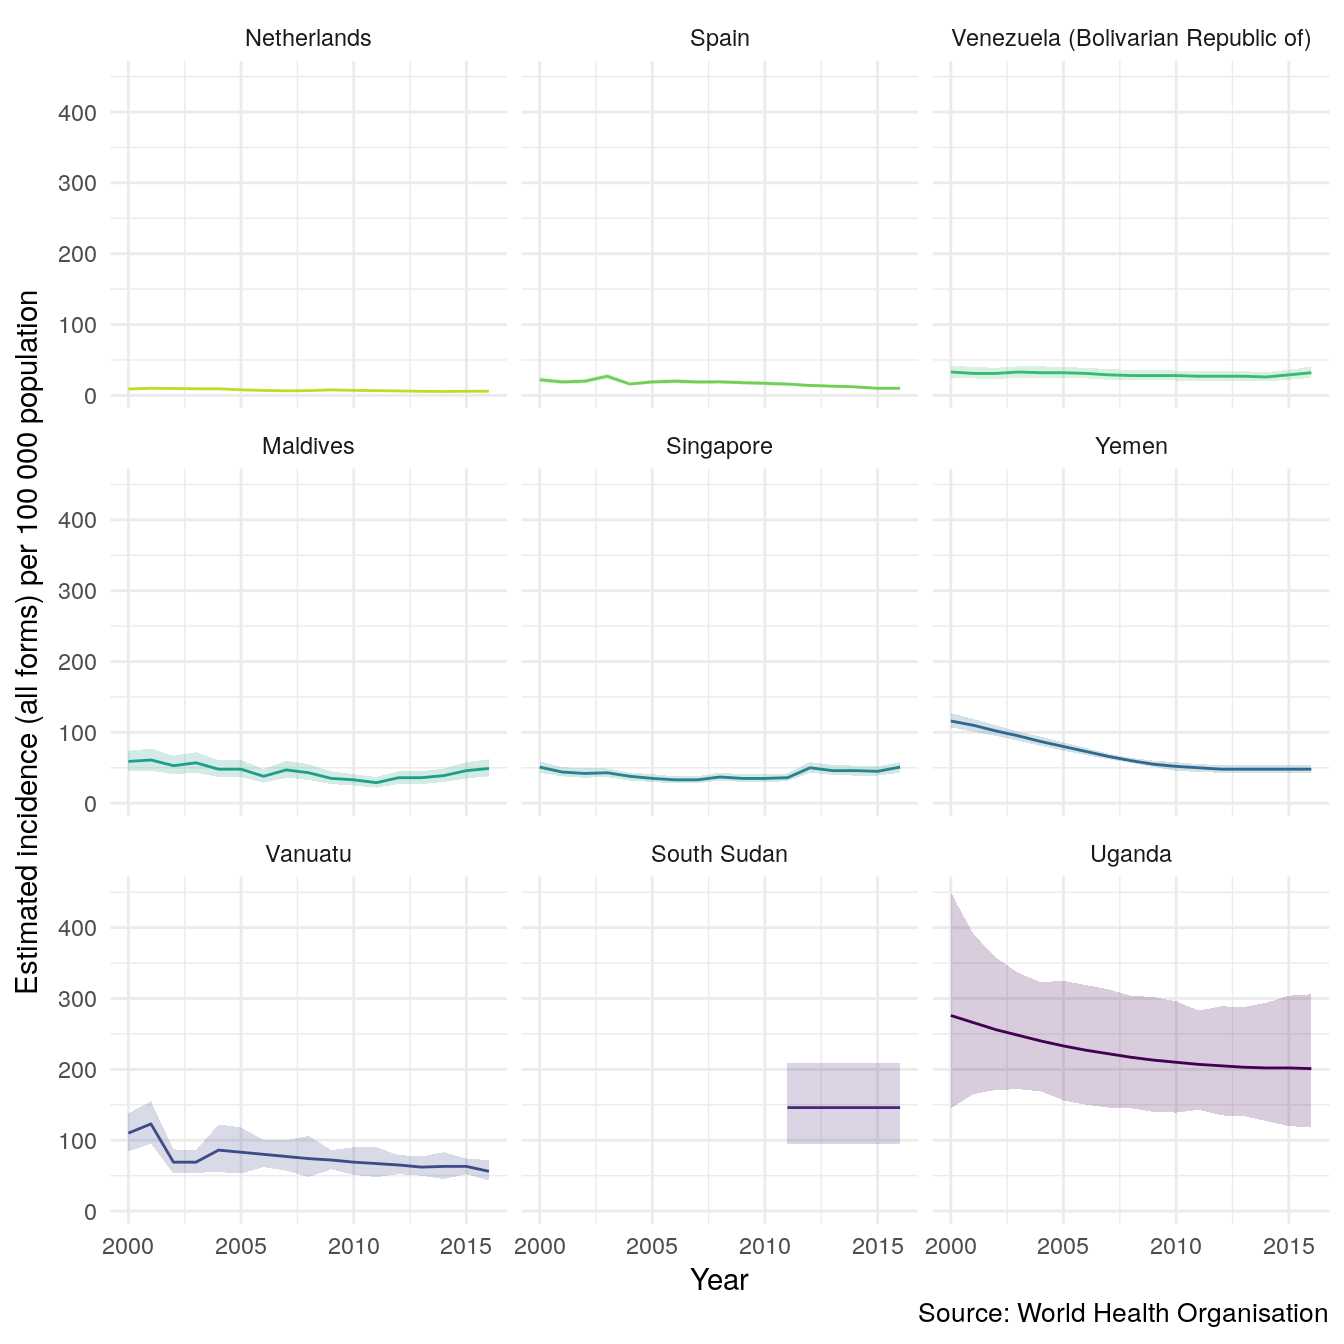 Netherlands
Spain
Venezuela (Bolivarian Republic of)
400
300
200
100
0
Maldives
Singapore
Yemen
400
300
200
100
0
Vanuatu
South Sudan
Uganda
400
300
200
100
0
2000 2005 2010 2015
2000 2005 2010 2015
2000 2005 2010 2015
Estimated incidence (all forms) per 100 000 population
Year
Source: World Health Organisation